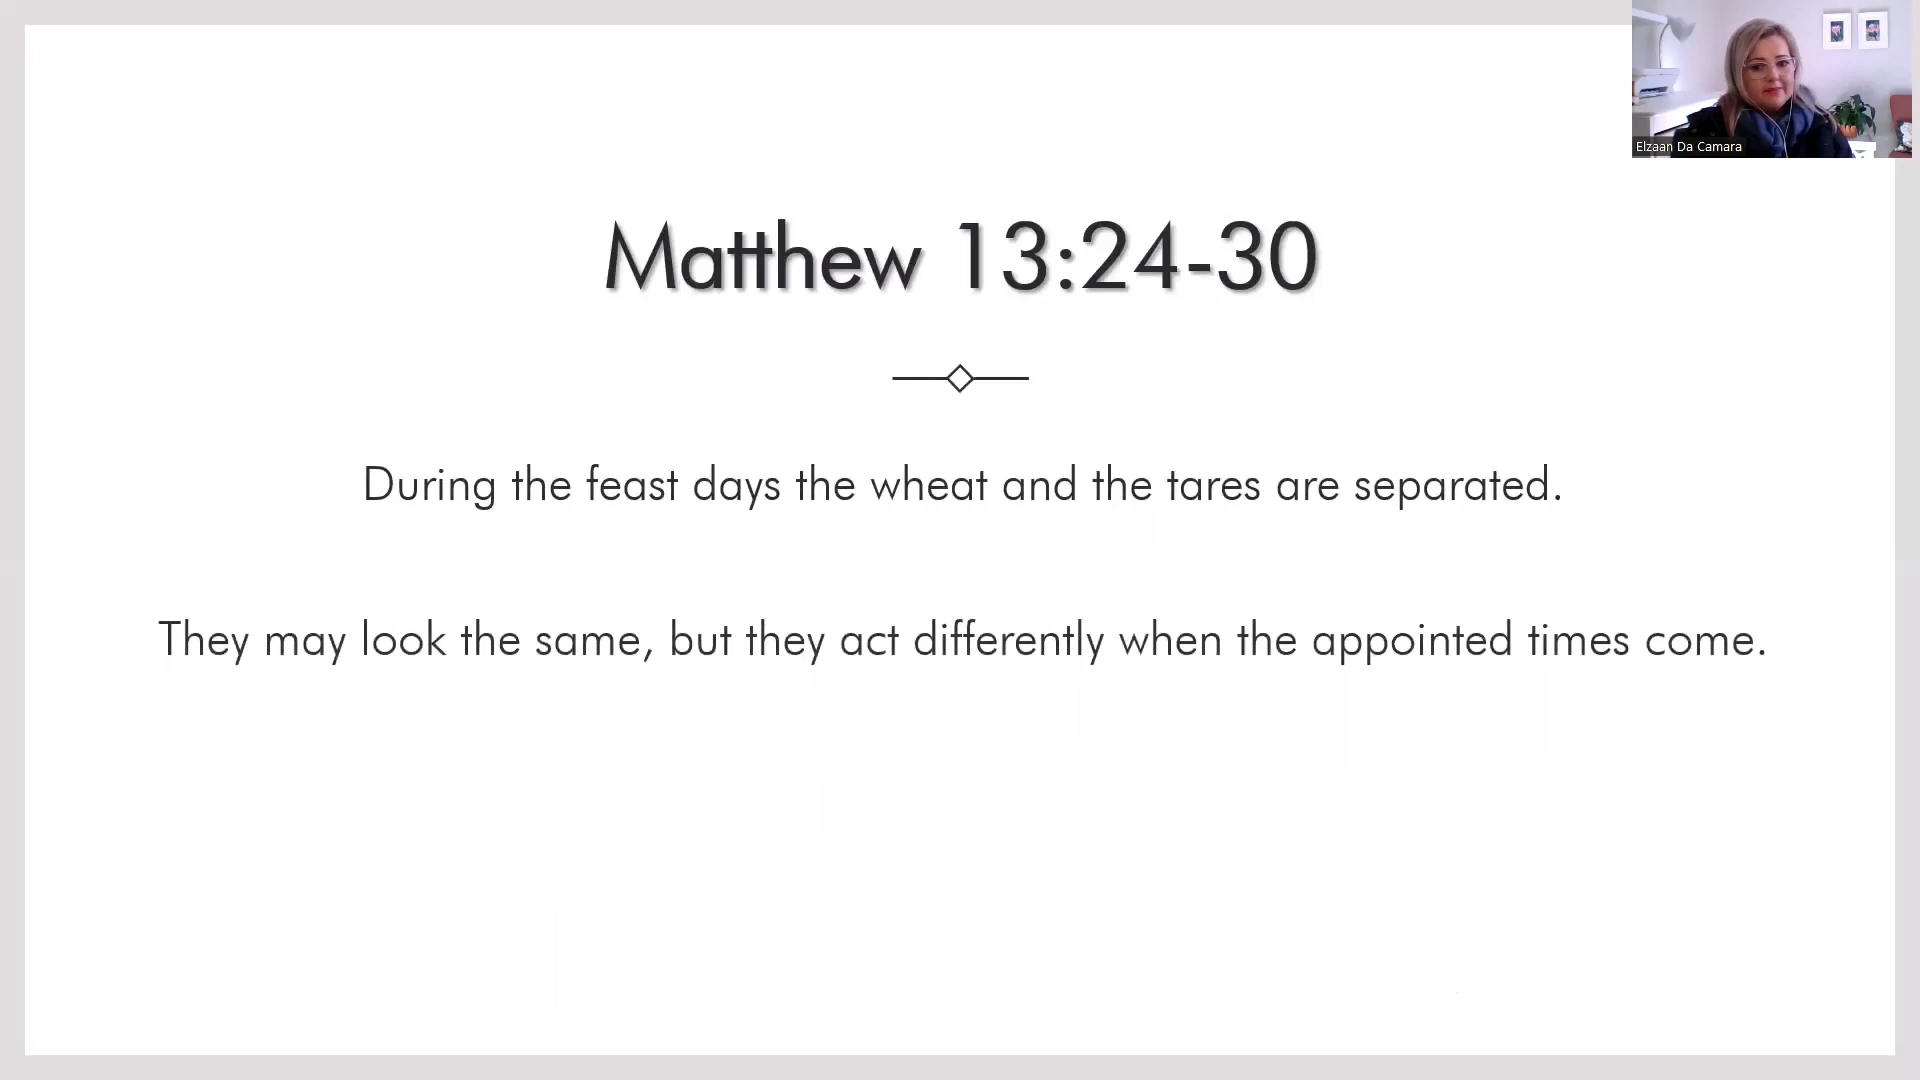 Matthew 13:24-30
During the feast days the wheat and the tares are separated.
They may look the same, but they act differently when the appointed times come.
Elzaan Da Camara